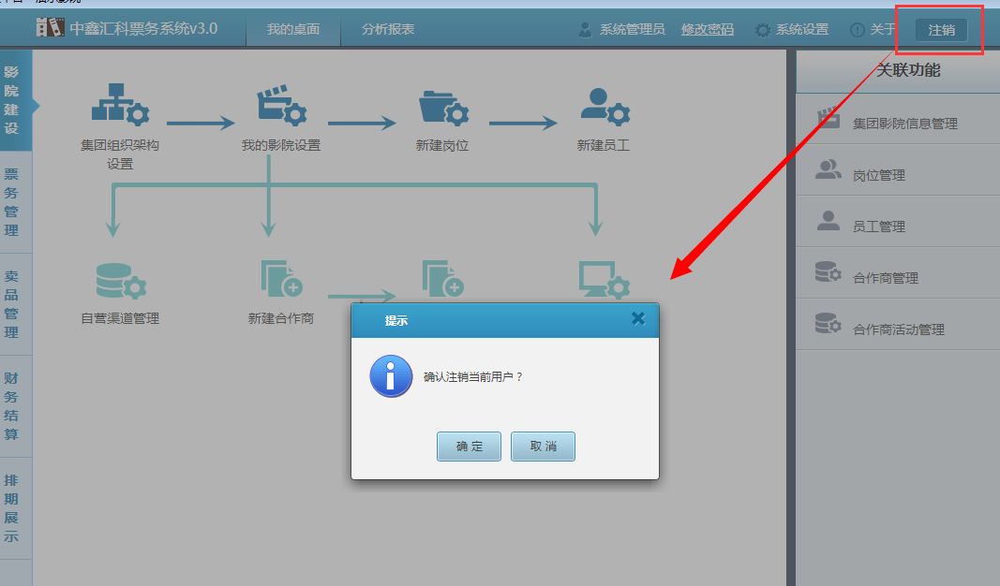 中鑫汇科票务系统v3.0
我的桌面
分析报表
系统管理员
修改密码
系统设置
关于
注销
影院建设
票务管理
卖品管理
财务结算
排期展示
集团组织架构
设置
我的影院设置
新建岗位
新建员工
自营渠道管理
新建合作商
提示
确认注销当前用户？
确 定
取 消
关联功能
集团影院信息管理
岗位管理
员工管理
合作商管理
合作商活动管理